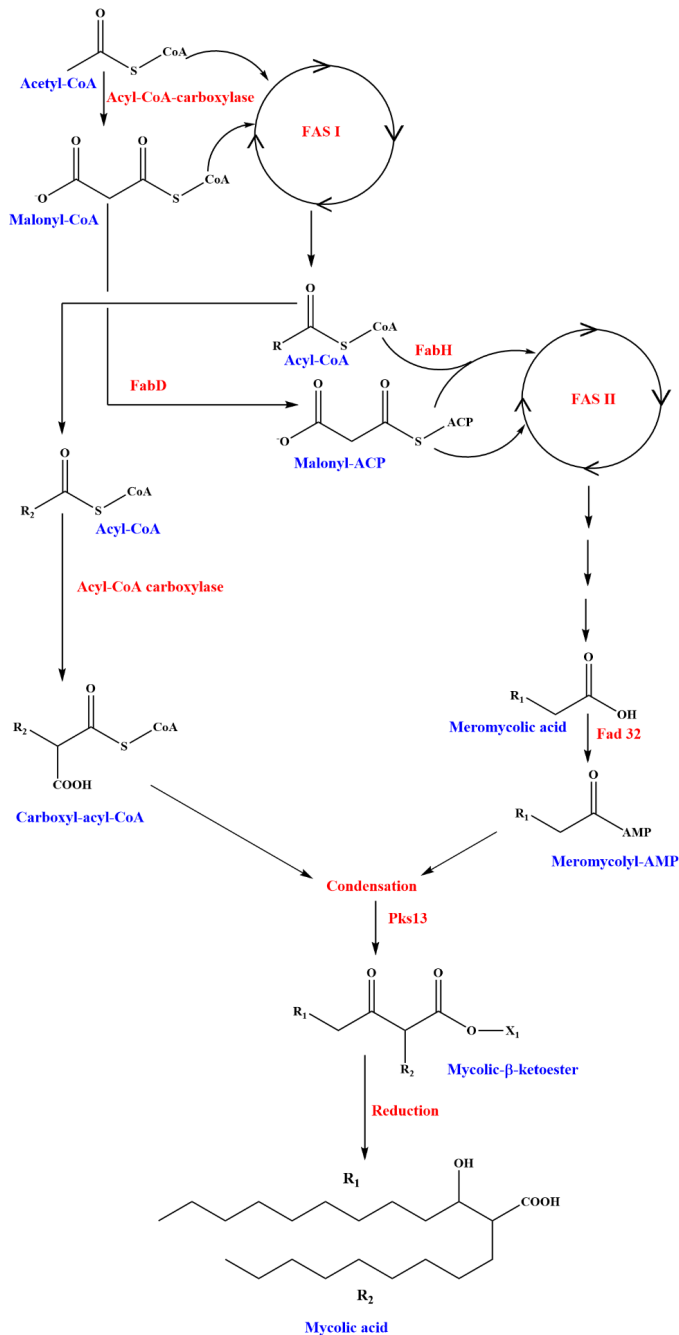 O
CoA
S
Acetyl-CoA
Acyl-CoA-carboxylase
FAS I
O
O
CoA
-O
S
Malonyl-CoA
O
CoA
S
R
Acyl-CoA
FabH
FabD
O
O
ACP
-O
S
Malonyl-ACP
FAS II
O
CoA
R2
S
Acyl-CoA
Acyl-CoA carboxylase
O
R1
OH
Meromycolic acid
Fad 32
O
R2
CoA
S
COOH
Carboxyl-acyl-CoA
O
R1
AMP
Meromycolyl-AMP
Condensation
Pks13
O
O
R1
O
X1
R2
Mycolic-β-ketoester
Reduction
OH
R1
COOH
R2
Mycolic acid